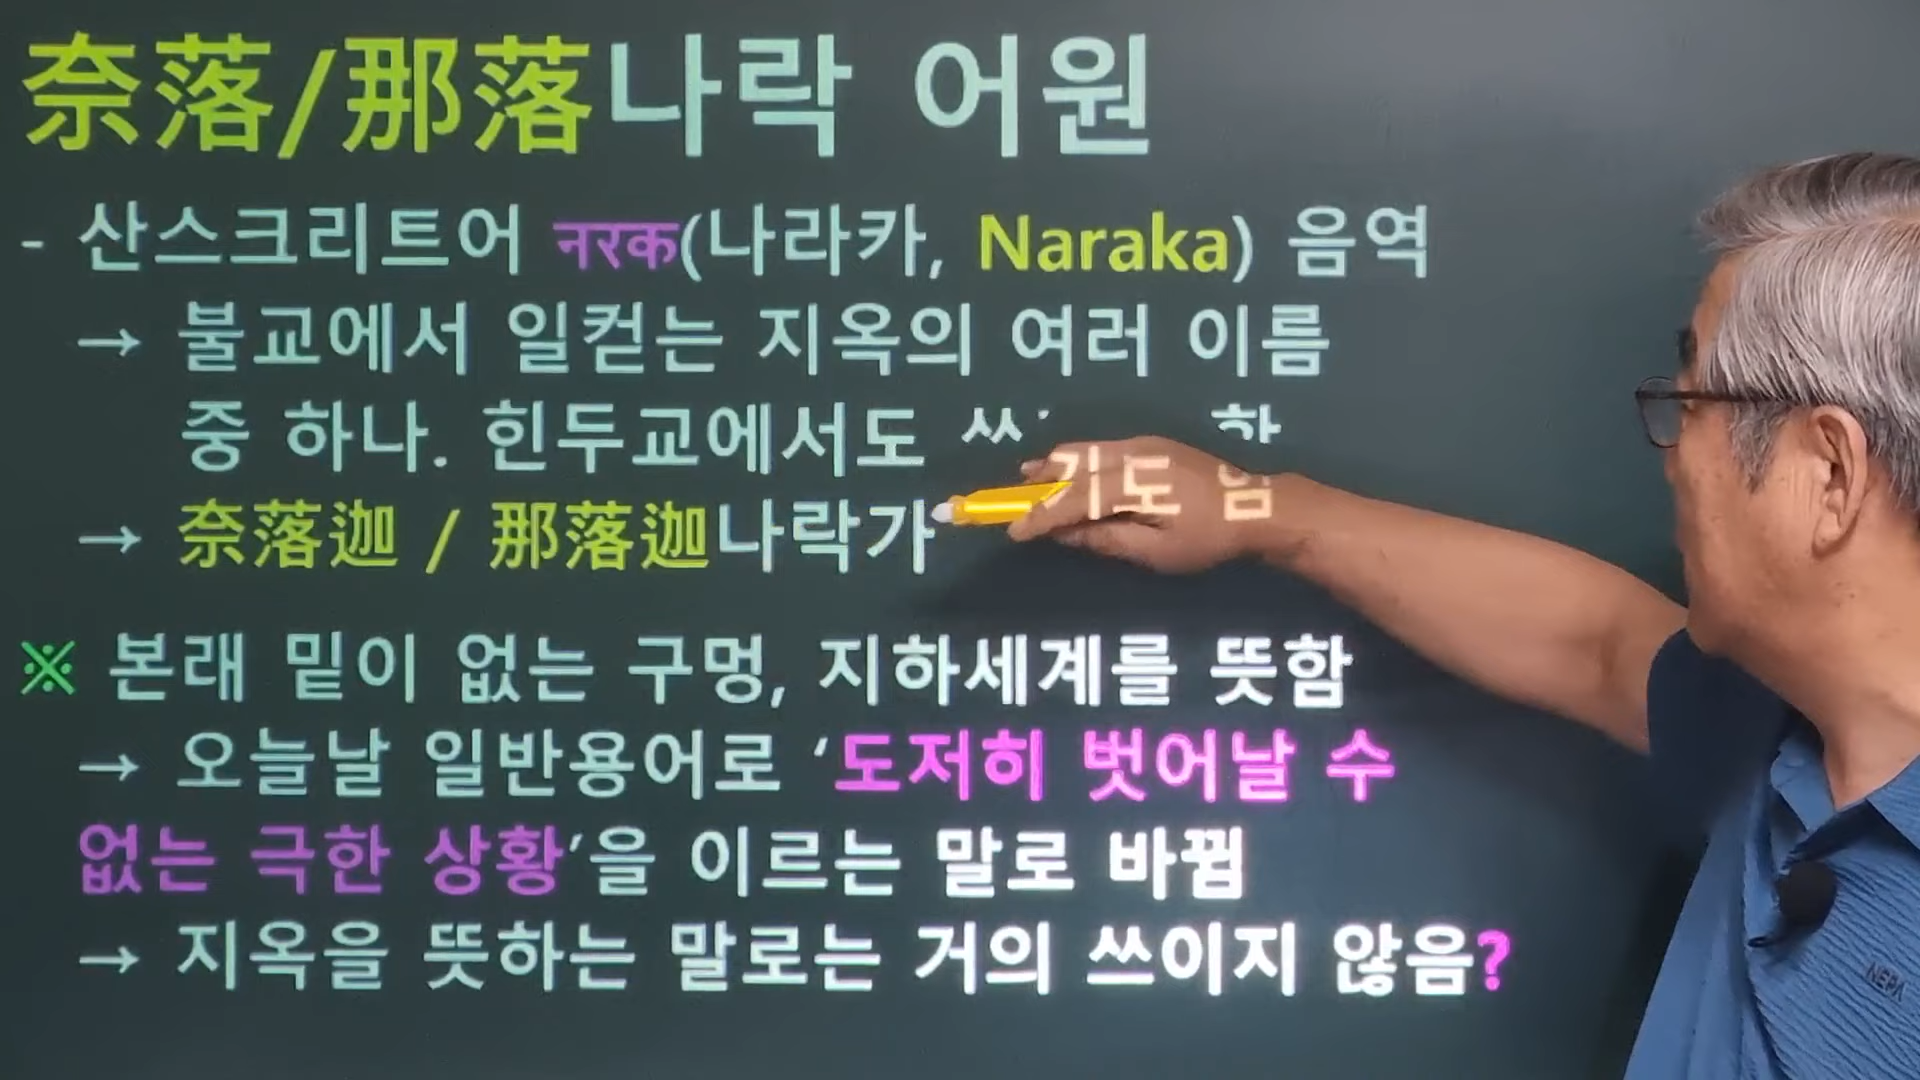 奈落/那落나락 어원
- 산스크리트어 नरक(나라카, Naraka) 음역
→ 불교에서 일컫는 지옥의 여러 이름
중 하나. 힌두교에서도
→ 奈落迦 / 那落迦나락가
※ 본래 밑이 없는 구멍, 지하세계를 뜻함
→ 오늘날 일반용어로 ‘도저히 벗어날 수
없는 극한 상황’을 이르는 말로 바뀜
→ 지옥을 뜻하는 말로는 거의 쓰이지 않음?
NEPA